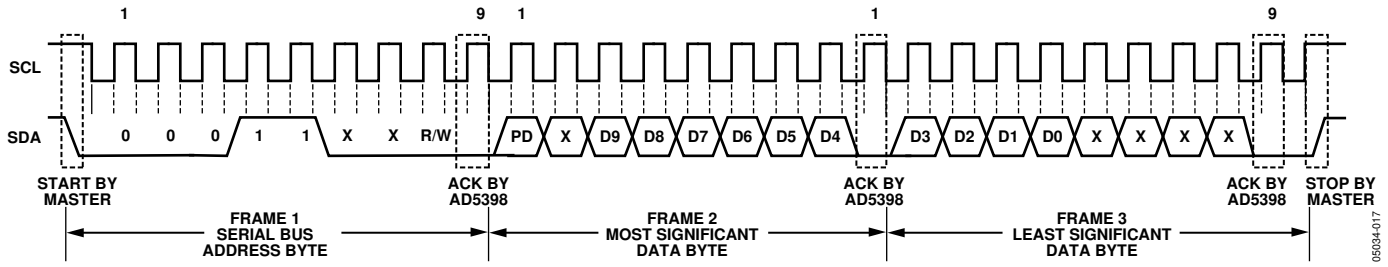 1 9 1 1 9
SCL
SDA 0 0 0 1 1 X X R/W PD X D9 D8 D7 D6 D5 D4 D3 D2 D1 D0 X X X X
START BY
MASTER
ACK BY
AD5398
ACK BY
AD5398
ACK BY
AD5398
STOP BY
MASTER
FRAME 1
SERIAL BUS
ADDRESS BYTE
FRAME 2
MOST SIGNIFICANT
DATA BYTE
FRAME 3
LEAST SIGNIFICANT
DATA BYTE
05034-017